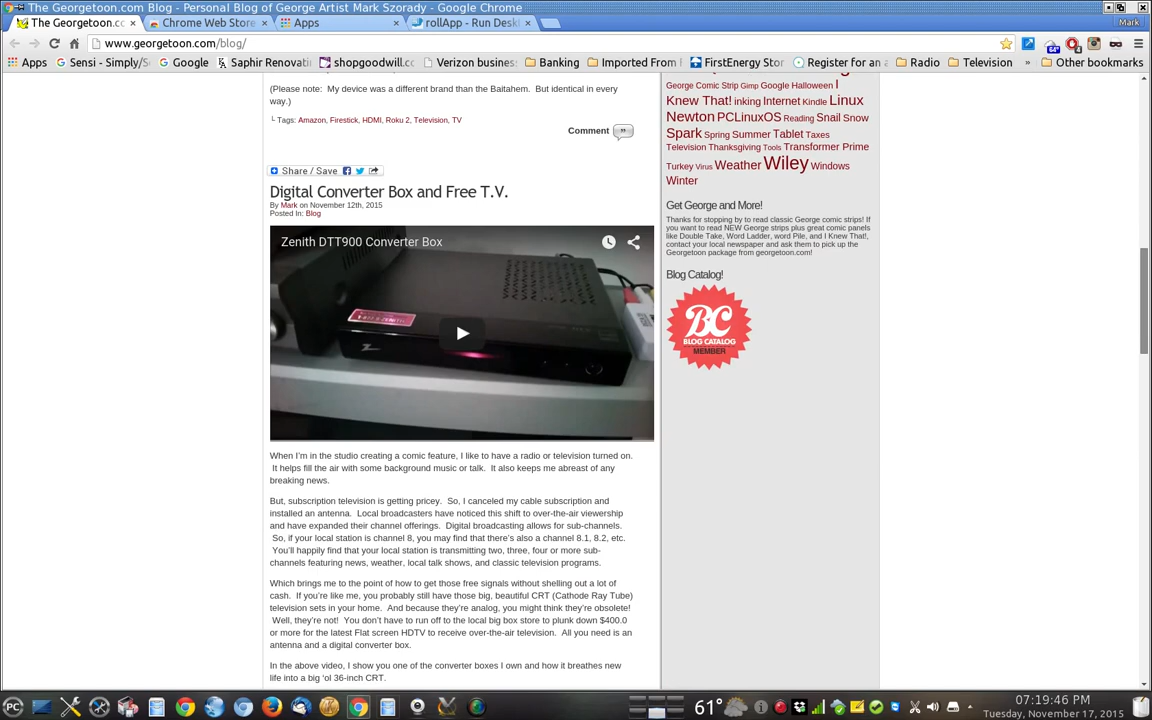 The Georgetoon.com Blog - Personal Blog of George Artist Mark Szorady - Google Chrome
The Georgetoon.co
Chrome Web Store
Apps
rollApp - Run Desk
Mark
www.georgetoon.com/blog/
64°
4
Apps
Sensi - Simply/S
Google
Saphir Renovati
shopgoodwill.co
Verizon busines
Banking
Imported From
FirstEnergy Stor
Register for an a
Radio
Television
»
Other bookmarks
(Please note:  My device was a different brand than the Baitahem.  But identical in every
way.)
└ Tags: Amazon, Firestick, HDMI, Roku 2, Television, TV
Comment
Share / Save
Digital Converter Box and Free T.V.
By Mark on November 12th, 2015
Posted In: Blog
Zenith DTT900 Converter Box
When I'm in the studio creating a comic feature, I like to have a radio or television turned on.
It helps fill the air with some background music or talk.  It also keeps me abreast of any
breaking news.
But, subscription television is getting pricey.  So, I canceled my cable subscription and
installed an antenna.  Local broadcasters have noticed this shift to over-the-air viewership
and have expanded their channel offerings.  Digital broadcasting allows for sub-channels.
So, if your local station is channel 8, you may find that there's also a channel 8.1, 8.2, etc.
You'll happily find that your local station is transmitting two, three, four or more sub-
channels featuring news, weather, local talk shows, and classic television programs.
Which brings me to the point of how to get those free signals without shelling out a lot of
cash.  If you're like me, you probably still have those big, beautiful CRT (Cathode Ray Tube)
television sets in your home.  And because they're analog, you might think they're obsolete!
Well, they're not!  You don't have to run off to the local big box store to plunk down $400.0
or more for the latest Flat screen HDTV to receive over-the-air television.  All you need is an
antenna and a digital converter box.
In the above video, I show you one of the converter boxes I own and how it breathes new
life into a big 'ol 36-inch CRT.
George Comic Strip Gimp Google Halloween I
Knew That! inking Internet Kindle Linux
Newton PCLinuxOS Reading Snail Snow
Spark Spring Summer Tablet Taxes
Television Thanksgiving Tools Transformer Prime
Turkey Virus Weather Wiley Windows
Winter
Get George and More!
Thanks for stopping by to read classic George comic strips! If
you want to read NEW George strips plus great comic panels
like Double Take, Word Ladder, word Pile, and I Knew That!,
contact your local newspaper and ask them to pick up the
Georgetoon package from georgetoon.com!
Blog Catalog!
BC
BLOG CATALOG
MEMBER
PC
61°
07:19:46 PM
Tuesday, November 17, 2015